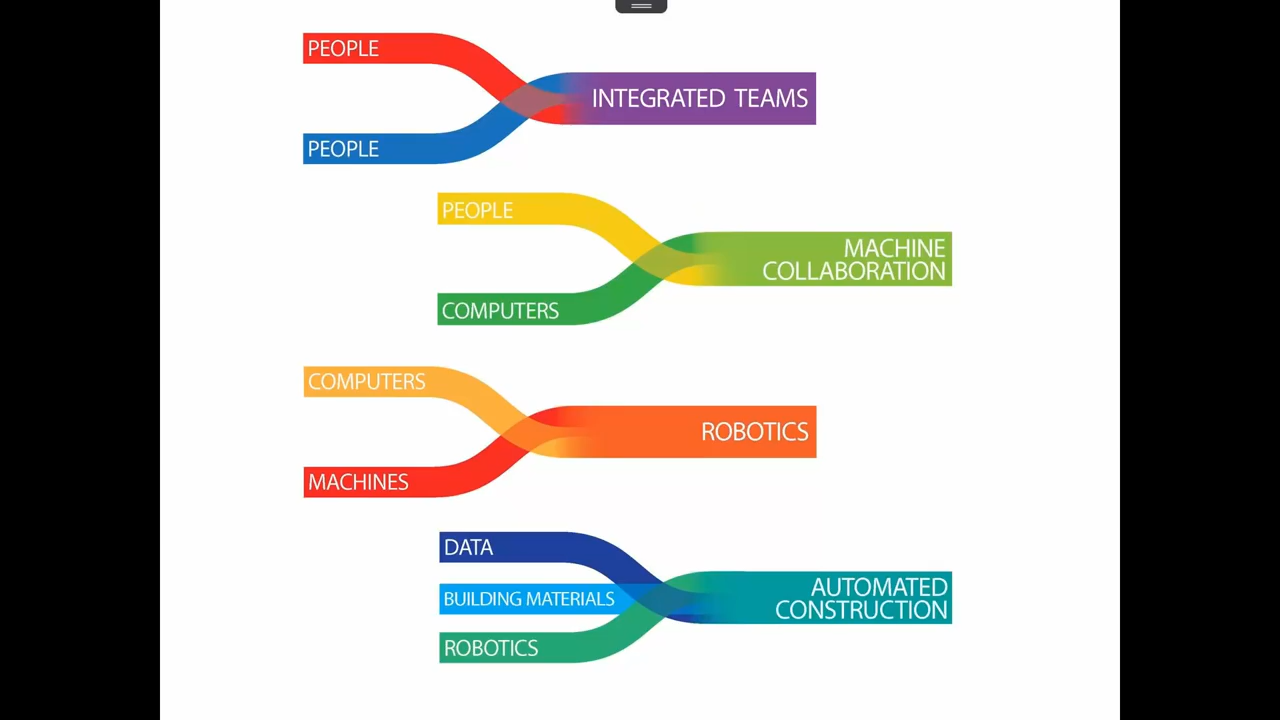 PEOPLE
INTEGRATED TEAMS
PEOPLE
PEOPLE
MACHINE
COLLABORATION
COMPUTERS
COMPUTERS
ROBOTICS
MACHINES
DATA
AUTOMATED
CONSTRUCTION
BUILDING MATERIALS
ROBOTICS